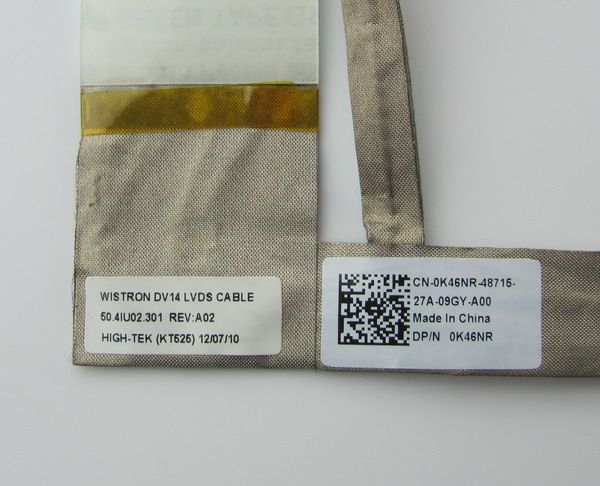 WISTRON DV14 LVDS CABLE
50.4IU02.301 REV:A02
HIGH-TEK (KT525) 12/07/10
CN-0K46NR-48715-
27A-09GY-A00
Made In China
DP/N 0K46NR